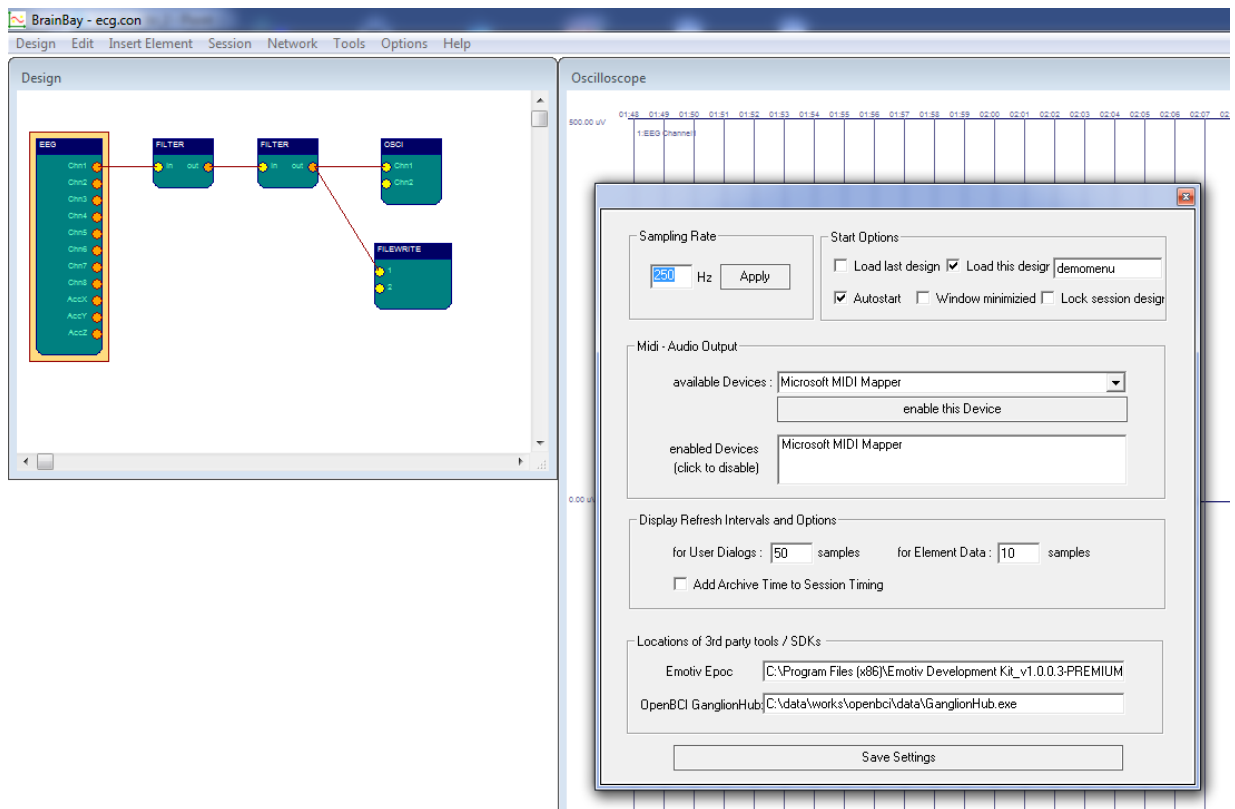 BrainBay - ecg.con
Design Edit Insert Element Session Network Tools Options Help
Design
EEG
Chn1
Chn2
Chn3
Chn4
Chn5
Chn6
Chn7
Chn8
AccX
AccY
AccZ
FILTER
in out
FILTER
in out
OSCI
Chn1
Chn2
FILEWRITE
1
2
Oscilloscope
01:48 01:49 01:50 01:51 01:52 01:53 01:54 01:55 01:56 01:57 01:58 01:59 02:00 02:01 02:02 02:03 02:04 02:05 02:06 02:07 02
500.00 uV
1:EEG Channel1
0.00 uV
Sampling Rate
250 Hz Apply
Start Options
Load last design Load this desigr demomenu
Autostart Window minimizied Lock session desigr
Midi - Audio Output
available Devices : Microsoft MIDI Mapper
enable this Device
enabled Devices Microsoft MIDI Mapper
(click to disable)
Display Refresh Intervals and Options
for User Dialogs : 50 samples for Element Data : 10 samples
Add Archive Time to Session Timing
Locations of 3rd party tools / SDKs
Emotiv Epoc C:\Program Files (x86)\Emotiv Development Kit_v1.0.0.3-PREMIUM
OpenBCI GanglionHub: C:\data\works\openbci\data\GanglionHub.exe
Save Settings